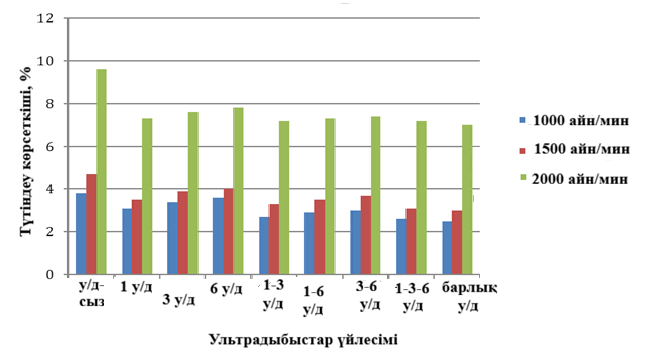 12
10
8
6
4
2
0
Түтіндеу көрсеткіші, %
у/д-
сыз
1 у/д
3 у/д
6 у/д
1-3
у/д
1-6
у/д
3-6
у/д
1-3-6
у/д
барлық
у/д
Ультрадыбыстар үйлесімі
1000 айн/мин
1500 айн/мин
2000 айн/мин